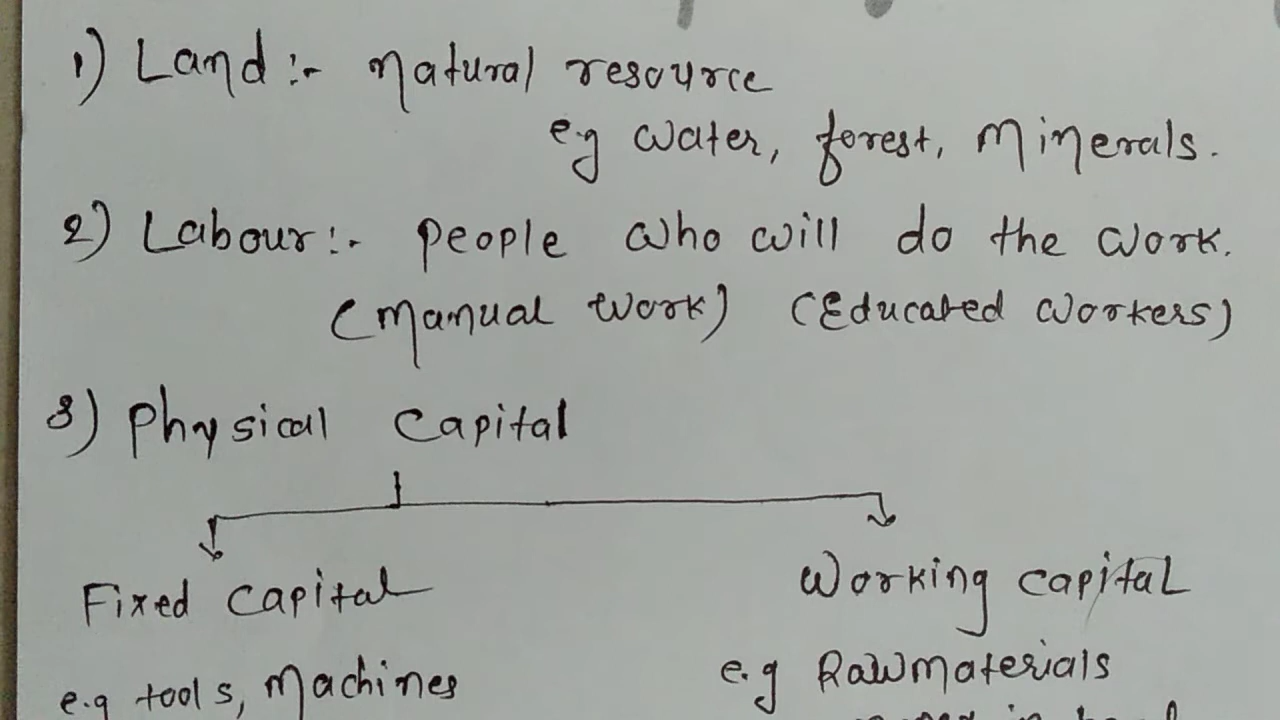 1) Land :- natural resource
e.g water, forest, Minerals.
2) Labour :- people who will do the work.
(manual work) (Educated workers)
3) Physical capital
Fixed capital
Working capital
e.g tools, machines
e.g Rawmaterials
in